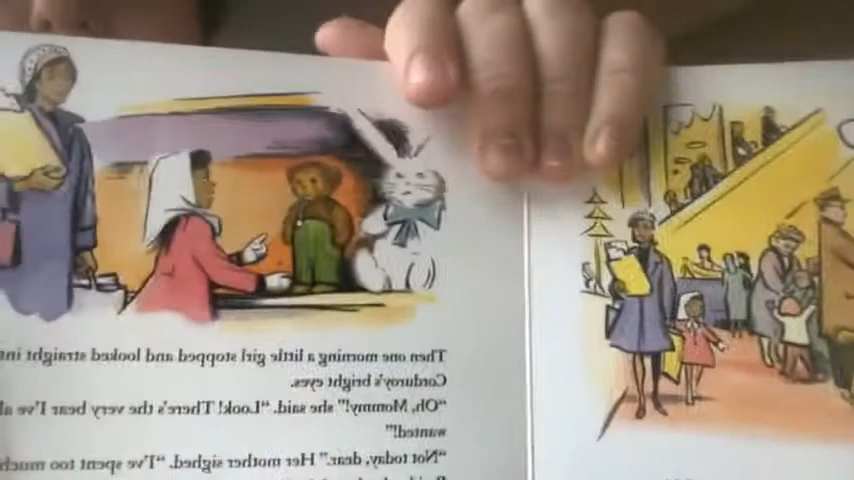 Then one morning a little girl stopped and looked straight int
Corduroy's bright eyes.
"Oh, Mommy!" she said. "Look! There's the very bear I've al
wanted!"
"Not today, dear." Her mother sighed. "I've spent too much